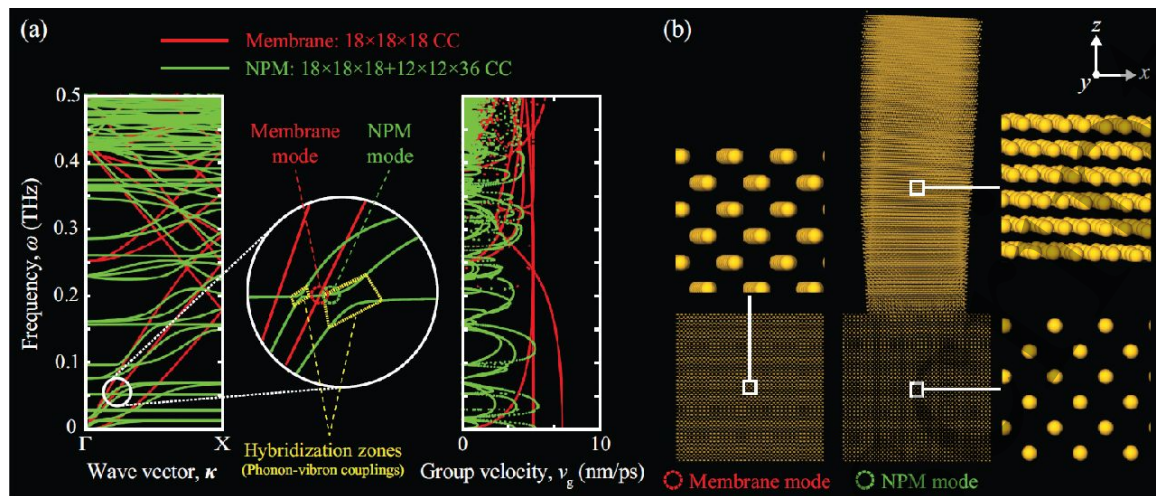 (a)
Membrane: 18×18×18 CC
NPM: 18×18×18+12×12×36 CC
Frequency, ω (THz)
0.5
0.4
0.3
0.2
0.1
0
Γ
X
Wave vector, κ
Membrane
mode
NPM
mode
Hybridization zones
(Phonon-vibron couplings)
0
10
Group velocity, vg (nm/ps)
(b)
z
y
x
Membrane mode
NPM mode